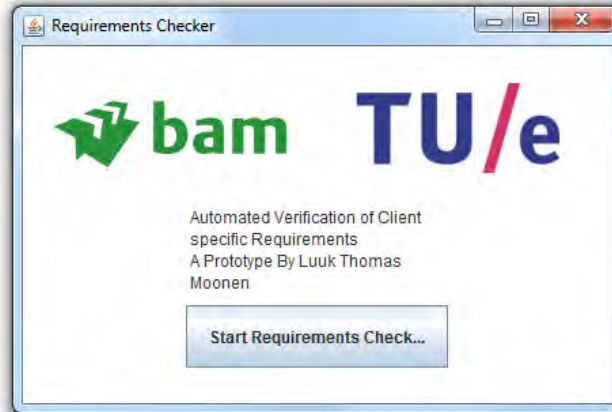 Requirements Checker
bam TU/e
Automated Verification of Client
specific Requirements
A Prototype By Luuk Thomas
Moonen
Start Requirements Check...